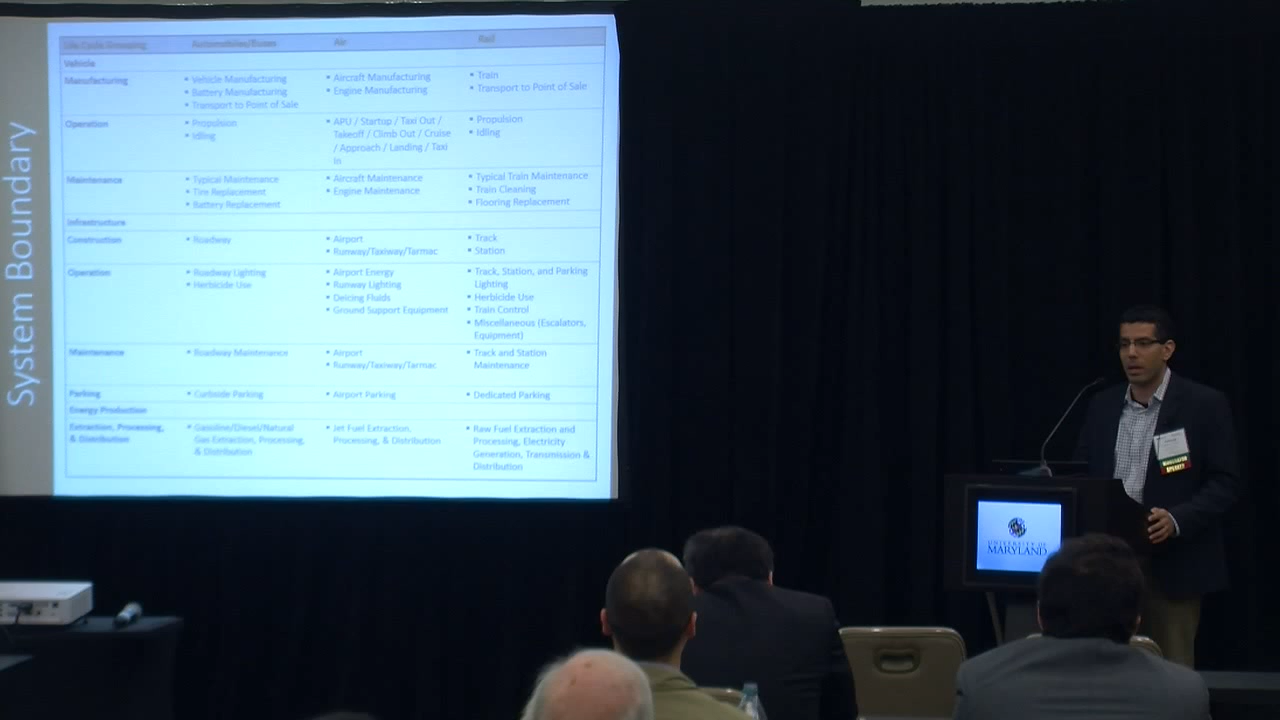 System Boundary
Life Cycle Grouping Automobiles/Buses Air Rail
Vehicle
Manufacturing
▪ Vehicle Manufacturing
▪ Battery Manufacturing
▪ Transport to Point of Sale
▪ Aircraft Manufacturing
▪ Engine Manufacturing
▪ Train
▪ Transport to Point of Sale
Operation
▪ Propulsion
▪ Idling
▪ APU / Startup / Taxi Out /
Takeoff / Climb Out / Cruise
/ Approach / Landing / Taxi
In
▪ Propulsion
▪ Idling
Maintenance
▪ Typical Maintenance
▪ Tire Replacement
▪ Battery Replacement
▪ Aircraft Maintenance
▪ Engine Maintenance
▪ Typical Train Maintenance
▪ Train Cleaning
▪ Flooring Replacement
Infrastructure
Construction
▪ Roadway
▪ Airport
▪ Runway/Taxiway/Tarmac
▪ Track
▪ Station
Operation
▪ Roadway Lighting
▪ Herbicide Use
▪ Airport Energy
▪ Runway Lighting
▪ Deicing Fluids
▪ Ground Support Equipment
▪ Track, Station, and Parking
Lighting
▪ Herbicide Use
▪ Train Control
▪ Miscellaneous (Escalators,
Equipment)
Maintenance
▪ Roadway Maintenance
▪ Airport
▪ Runway/Taxiway/Tarmac
▪ Track and Station
Maintenance
Parking
▪ Curbside Parking
▪ Airport Parking
▪ Dedicated Parking
Energy Production
Extraction, Processing,
& Distribution
▪ Gasoline/Diesel/Natural
Gas Extraction, Processing,
& Distribution
▪ Jet Fuel Extraction,
Processing, & Distribution
▪ Raw Fuel Extraction and
Processing, Electricity
Generation, Transmission &
Distribution
UNIVERSITY OF
MARYLAND
SPEAKER